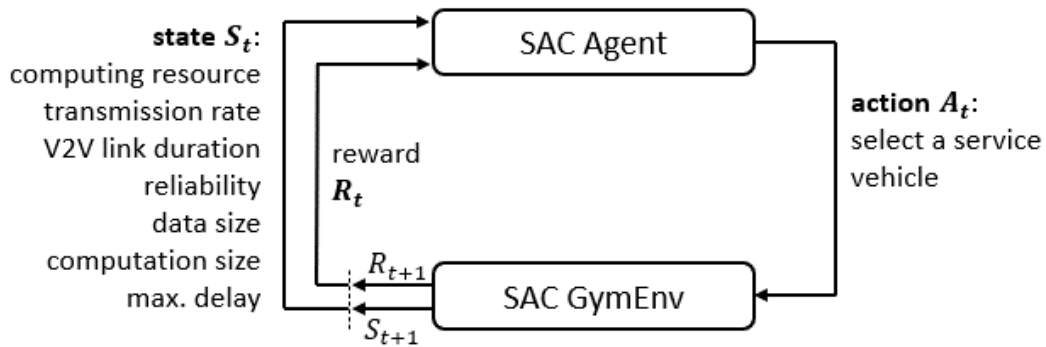 state S_t:
computing resource
transmission rate
V2V link duration
reliability
data size
computation size
max. delay
reward
R_t
SAC Agent
action A_t:
select a service
vehicle
R_{t+1}
S_{t+1}
SAC GymEnv